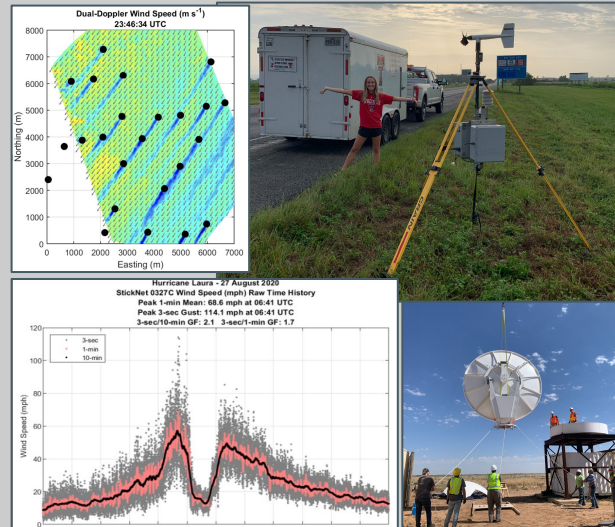 Dual-Doppler Wind Speed (m s⁻¹)
23:46:34 UTC
8000
7000
6000
5000
4000
3000
2000
1000
0
Northing (m)
0
1000
2000
3000
4000
5000
6000
7000
Easting (m)
Hurricane Laura - 27 August 2020
StickNet 0327C Wind Speed (mph) Raw Time History
Peak 1-min Mean: 68.6 mph at 06:41 UTC
Peak 3-sec Gust: 114.1 mph at 06:41 UTC
3-sec/10-min GF: 2.1 3-sec/1-min GF: 1.7
120
100
80
60
40
20
Wind Speed (mph)
3-sec
1-min
10-min